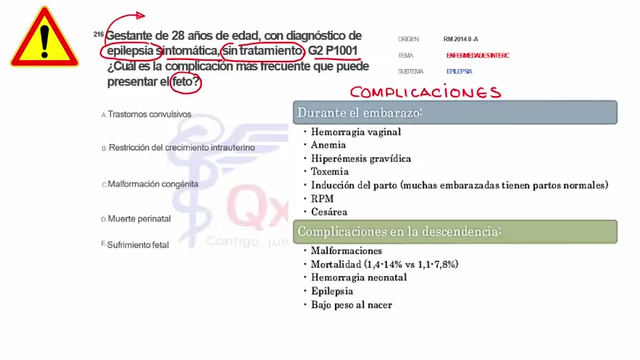 216 Gestante de 28 años de edad, con diagnóstico de
epilepsia sintomática, sin tratamiento, G2 P1001
¿Cuál es la complicación más frecuente que puede
presentar el feto?
A. Trastornos convulsivos
B. Restricción del crecimiento intrauterino
C. Malformación congénita
D. Muerte perinatal
E. Sufrimiento fetal
ORIGEN RM 2014 II -A
TEMA ENFERMEDADES INTERC
SUBTEMA EPILEPSIA
COMPLICACIONES
Durante el embarazo:
• Hemorragia vaginal
• Anemia
• Hiperémesis gravídica
• Toxemia
• Inducción del parto (muchas embarazadas tienen partos normales)
• RPM
• Cesárea
Complicaciones en la descendencia:
• Malformaciones
• Mortalidad (1,4-14% vs 1,1-7,8%)
• Hemorragia neonatal
• Epilepsia
• Bajo peso al nacer
Qx
Contigo,